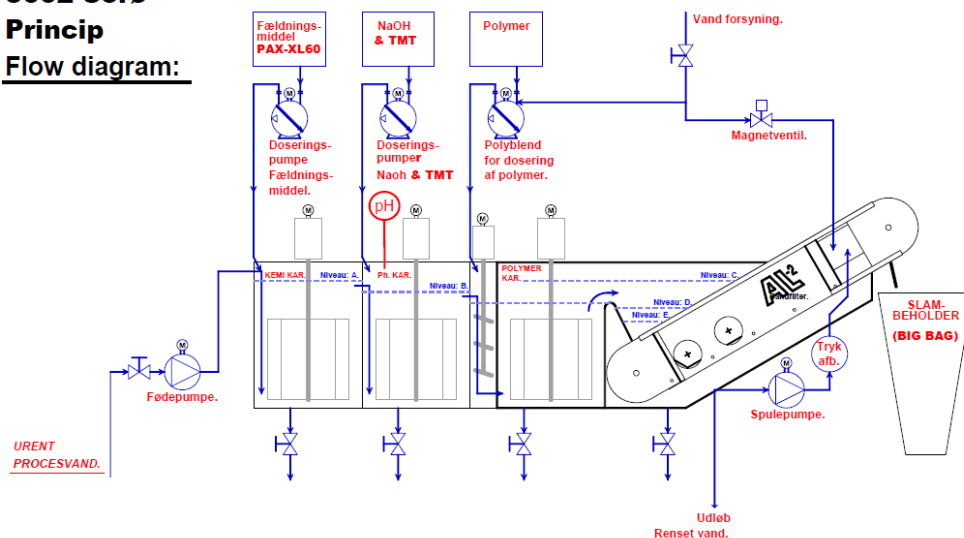 Princip
Flow diagram:
Fældnings-
middel
PAX-XL60
NaOH
& TMT
Polymer
Vand forsyning.
M
M
M
Magnetventil.
Doserings-
pumpe
Fældnings-
middel.
Doserings-
pumper
Naoh & TMT
Polyblend
for dosering
af polymer.
pH
M
M
M
M
KEMI KAR.
Niveau: A.
Ph. KAR.
Niveau: B.
POLYMER
KAR.
Niveau: C.
Niveau: D.
Niveau: E.
AL-2
SLAM-
BEHOLDER
(BIG BAG)
M
Fødepumpe.
M
Tryk
afb.
Spulepumpe.
URENT
PROCESVAND.
Udløb
Renset vand.